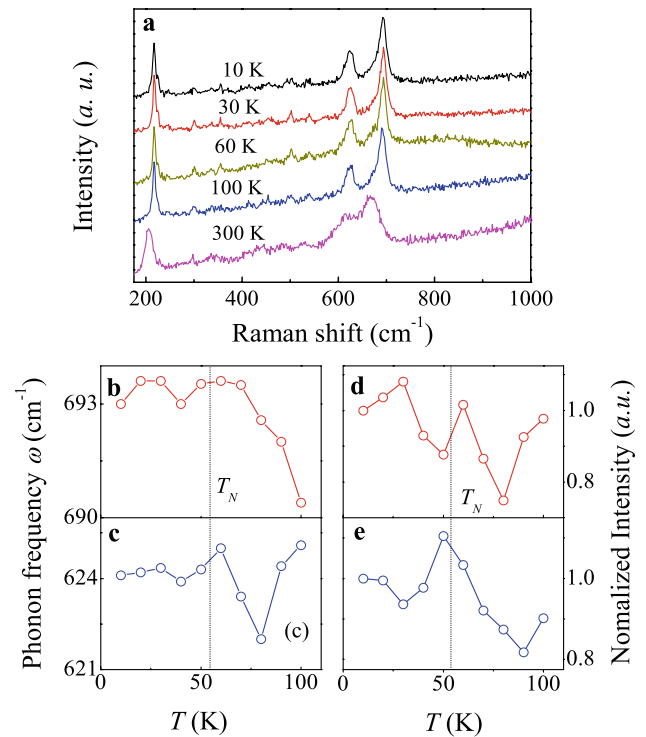 a
Intensity (a. u.)
10 K
30 K
60 K
100 K
300 K
200 400 600 800 1000
Raman shift (cm-1)
b
d
Phonon frequency ω (cm-1)
693
690
T_N
T_N
1.0
0.8
Nomalized Intensity (a.u.)
c
e
624
621
(c)
1.0
0.8
0 50 100
0 50 100
T (K)
T (K)